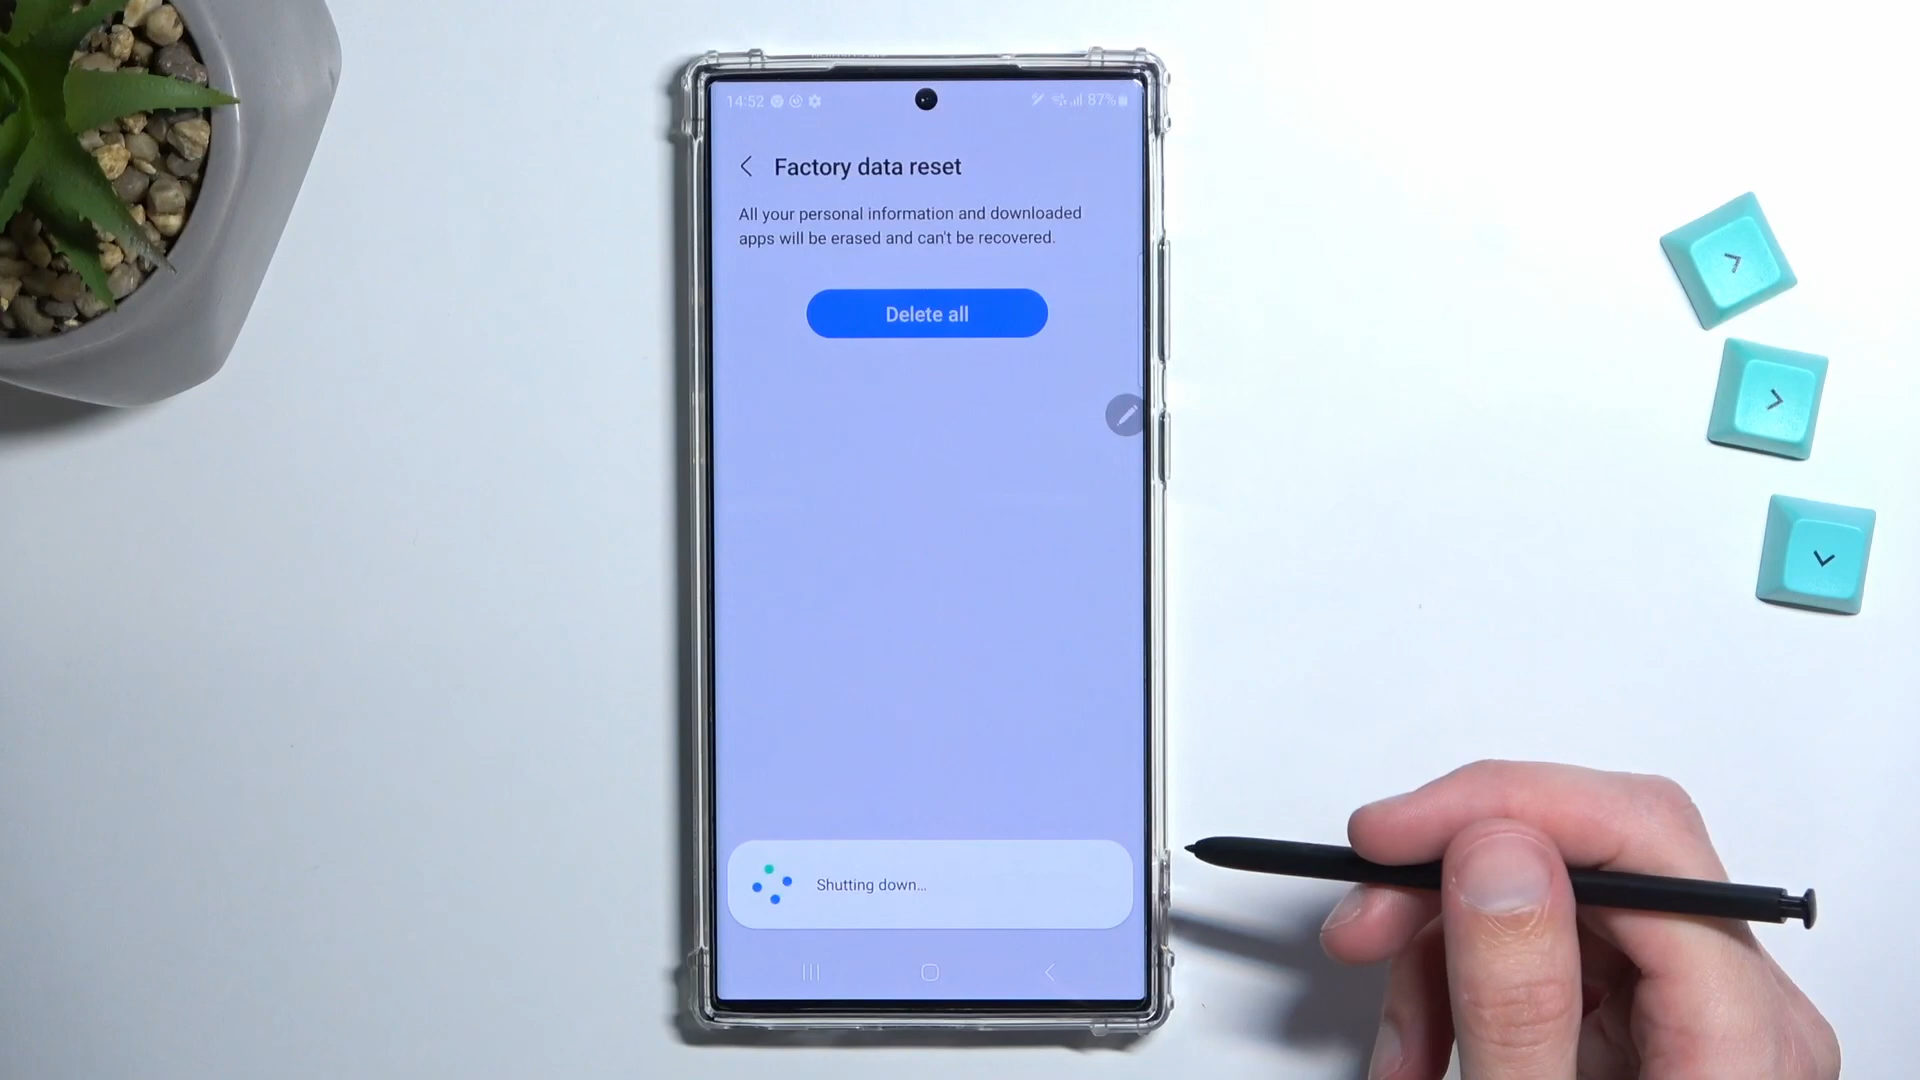 14:52
87%
Factory data reset
All your personal information and downloaded
apps will be erased and can't be recovered.
Delete all
Shutting down...